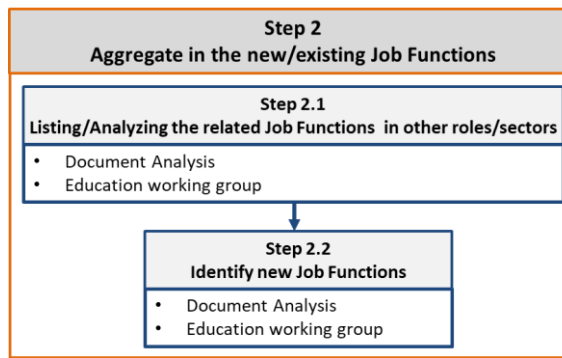 Step 2
Aggregate in the new/existing Job Functions
Step 2.1
Listing/Analyzing the related Job Functions in other roles/sectors
• Document Analysis
• Education working group
Step 2.2
Identify new Job Functions
• Document Analysis
• Education working group